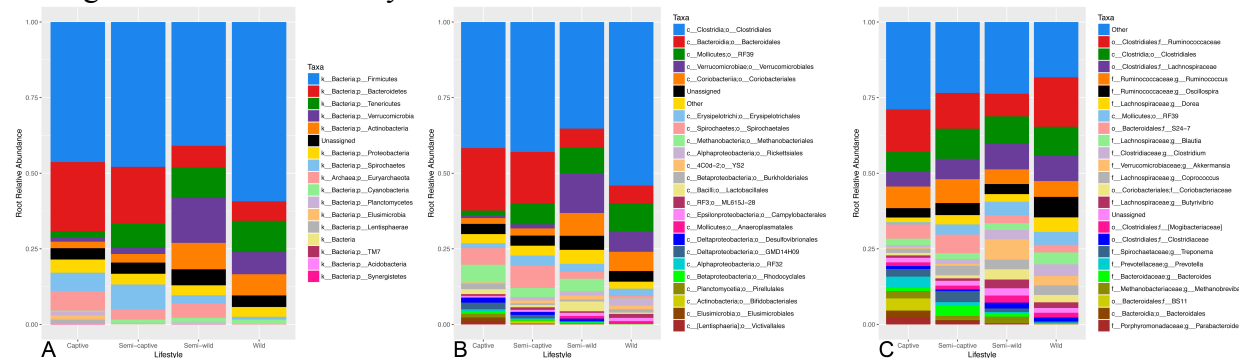 1.00
0.75
0.50
0.25
0.00
Root Relative Abundance
Captive
Semi−captive
Semi−wild
Wild
Lifestyle
A
Taxa
k__Bacteria;p__Firmicutes
k__Bacteria;p__Bacteroidetes
k__Bacteria;p__Tenericutes
k__Bacteria;p__Verrucomicrobia
k__Bacteria;p__Actinobacteria
Unassigned
k__Bacteria;p__Proteobacteria
k__Bacteria;p__Spirochaetes
k__Archaea;p__Euryarchaeota
k__Bacteria;p__Cyanobacteria
k__Bacteria;p__Planctomycetes
k__Bacteria;p__Elusimicrobia
k__Bacteria;p__Lentisphaerae
k__Bacteria
k__Bacteria;p__TM7
k__Bacteria;p__Acidobacteria
k__Bacteria;p__Synergistetes
1.00
0.75
0.50
0.25
0.00
Root Relative Abundance
Captive
Semi−captive
Semi−wild
Wild
Lifestyle
B
Taxa
c__Clostridia;o__Clostridiales
c__Bacteroidia;o__Bacteroidales
c__Mollicutes;o__RF39
c__Verrucomicrobiae;o__Verrucomicrobiales
c__Coriobacteriia;o__Coriobacteriales
Unassigned
Other
c__Erysipelotrichi;o__Erysipelotrichales
c__Spirochaetes;o__Spirochaetales
c__Methanobacteria;o__Methanobacteriales
c__Alphaproteobacteria;o__Rickettsiales
c__4C0d−2;o__YS2
c__Betaproteobacteria;o__Burkholderiales
c__Bacilli;o__Lactobacillales
c__RF3;o__ML615J−28
c__Epsilonproteobacteria;o__Campylobacterales
c__Mollicutes;o__Anaeroplasmatales
c__Deltaproteobacteria;o__Desulfovibrionales
c__Deltaproteobacteria;o__GMD14H09
c__Alphaproteobacteria;o__RF32
c__Betaproteobacteria;o__Rhodocyclales
c__Planctomycetia;o__Pirellulales
c__Actinobacteria;o__Bifidobacteriales
c__Elusimicrobia;o__Elusimicrobiales
c__[Lentisphaeria];o__Victivallales
1.00
0.75
0.50
0.25
0.00
Root Relative Abundance
Captive
Semi−captive
Semi−wild
Wild
Lifestyle
C
Taxa
Other
o__Clostridiales;f__Ruminococcaceae
c__Clostridia;o__Clostridiales
o__Clostridiales;f__Lachnospiraceae
f__Ruminococcaceae;g__Ruminococcus
f__Ruminococcaceae;g__Oscillospira
f__Lachnospiraceae;g__Dorea
c__Mollicutes;o__RF39
o__Bacteroidales;f__S24−7
f__Lachnospiraceae;g__Blautia
f__Clostridiaceae;g__Clostridium
f__Verrucomicrobiaceae;g__Akkermansia
f__Lachnospiraceae;g__Coprococcus
o__Coriobacteriales;f__Coriobacteriaceae
f__Lachnospiraceae;g__Butyrivibrio
Unassigned
o__Clostridiales;f__[Mogibacteriaceae]
o__Clostridiales;f__Clostridiaceae
f__Spirochaetaceae;g__Treponema
f__Prevotellaceae;g__Prevotella
f__Bacteroidaceae;g__Bacteroides
f__Methanobacteriaceae;g__Methanobrevibacter
o__Bacteroidales;f__BS11
c__Bacteroidia;o__Bacteroidales
f__Porphyromonadaceae;g__Parabacteroides